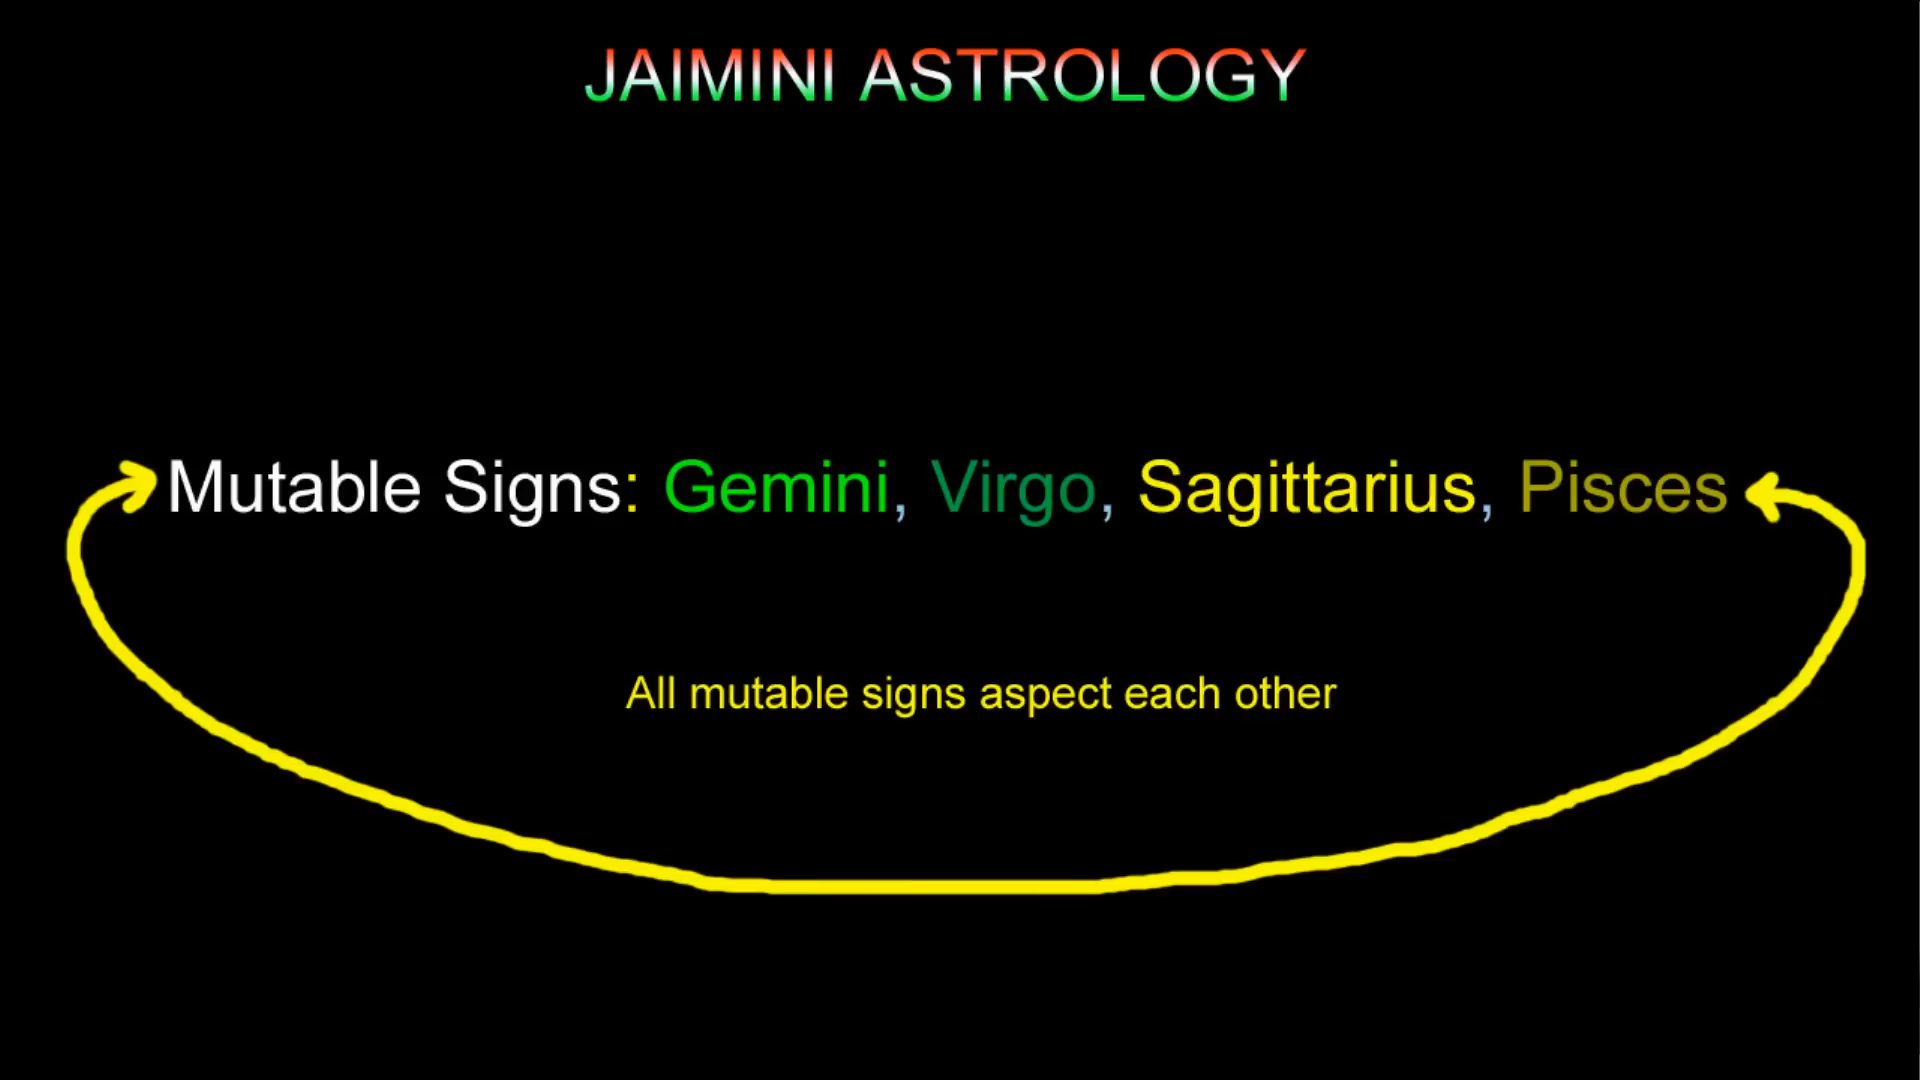 JAIMINI ASTROLOGY
Mutable Signs: Gemini, Virgo, Sagittarius, Pisces
All mutable signs aspect each other